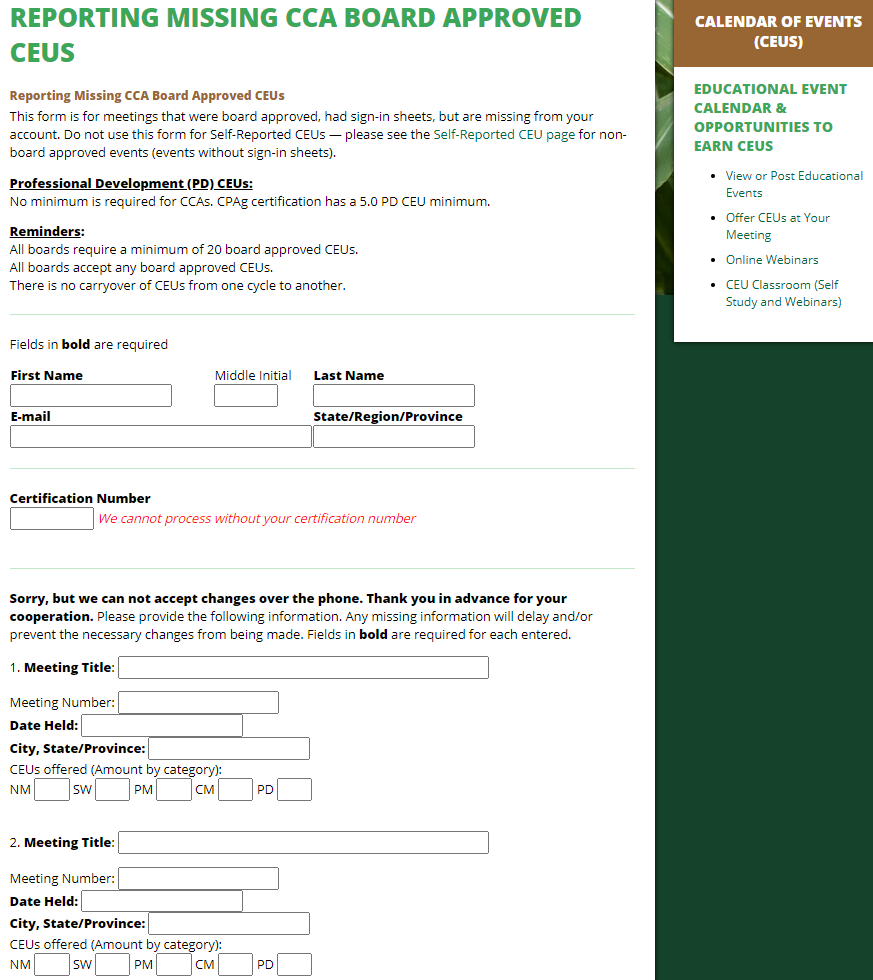 REPORTING MISSING CCA BOARD APPROVED
CEUS
Reporting Missing CCA Board Approved CEUs
This form is for meetings that were board approved, had sign-in sheets, but are missing from your
account. Do not use this form for Self-Reported CEUs — please see the Self-Reported CEU page for non-
board approved events (events without sign-in sheets).
Professional Development (PD) CEUs:
No minimum is required for CCAs. CPAg certification has a 5.0 PD CEU minimum.
Reminders:
All boards require a minimum of 20 board approved CEUs.
All boards accept any board approved CEUs.
There is no carryover of CEUs from one cycle to another.
Fields in bold are required
First Name Middle Initial Last Name
E-mail State/Region/Province
Certification Number
We cannot process without your certification number
Sorry, but we can not accept changes over the phone. Thank you in advance for your
cooperation. Please provide the following information. Any missing information will delay and/or
prevent the necessary changes from being made. Fields in bold are required for each entered.
1. Meeting Title:
Meeting Number:
Date Held:
City, State/Province:
CEUs offered (Amount by category):
NM SW PM CM PD
2. Meeting Title:
Meeting Number:
Date Held:
City, State/Province:
CEUs offered (Amount by category):
NM SW PM CM PD
CALENDAR OF EVENTS
(CEUS)
EDUCATIONAL EVENT
CALENDAR &
OPPORTUNITIES TO
EARN CEUS
• View or Post Educational
Events
• Offer CEUs at Your
Meeting
• Online Webinars
• CEU Classroom (Self
Study and Webinars)